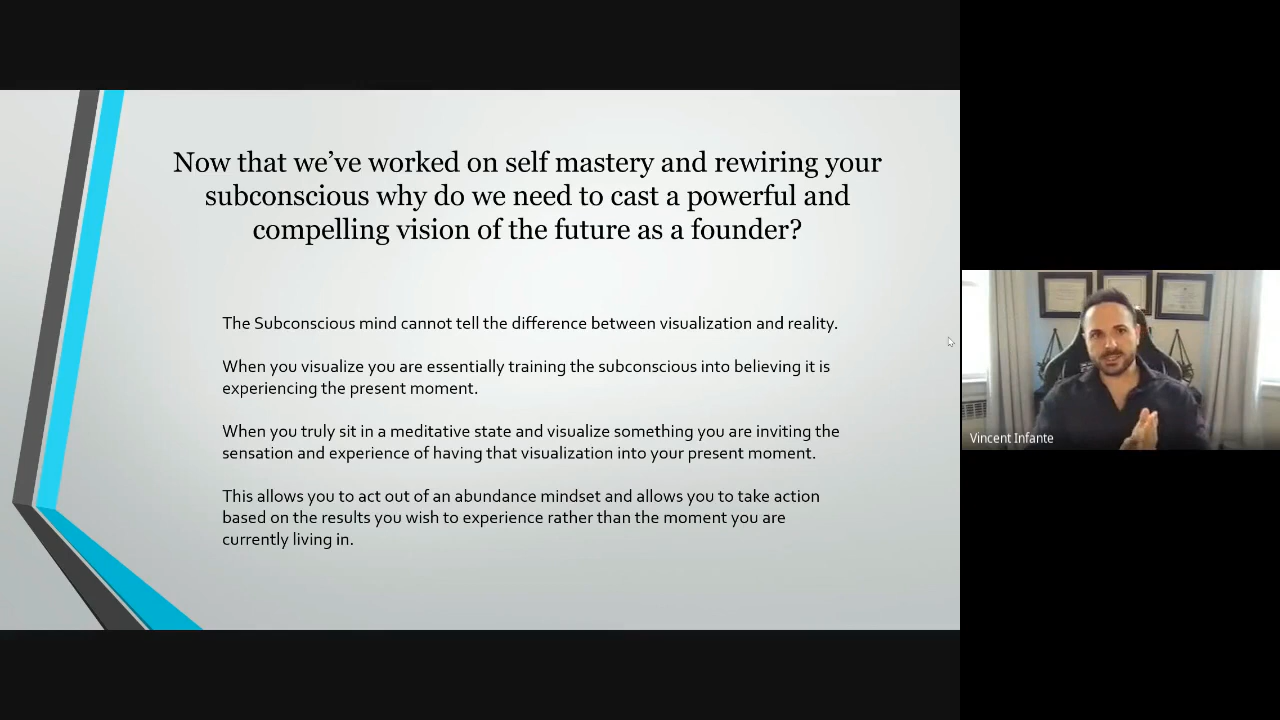 Now that we’ve worked on self mastery and rewiring your
subconscious why do we need to cast a powerful and
compelling vision of the future as a founder?
The Subconscious mind cannot tell the difference between visualization and reality.
When you visualize you are essentially training the subconscious into believing it is
experiencing the present moment.
When you truly sit in a meditative state and visualize something you are inviting the
sensation and experience of having that visualization into your present moment.
This allows you to act out of an abundance mindset and allows you to take action
based on the results you wish to experience rather than the moment you are
currently living in.
Vincent Infante